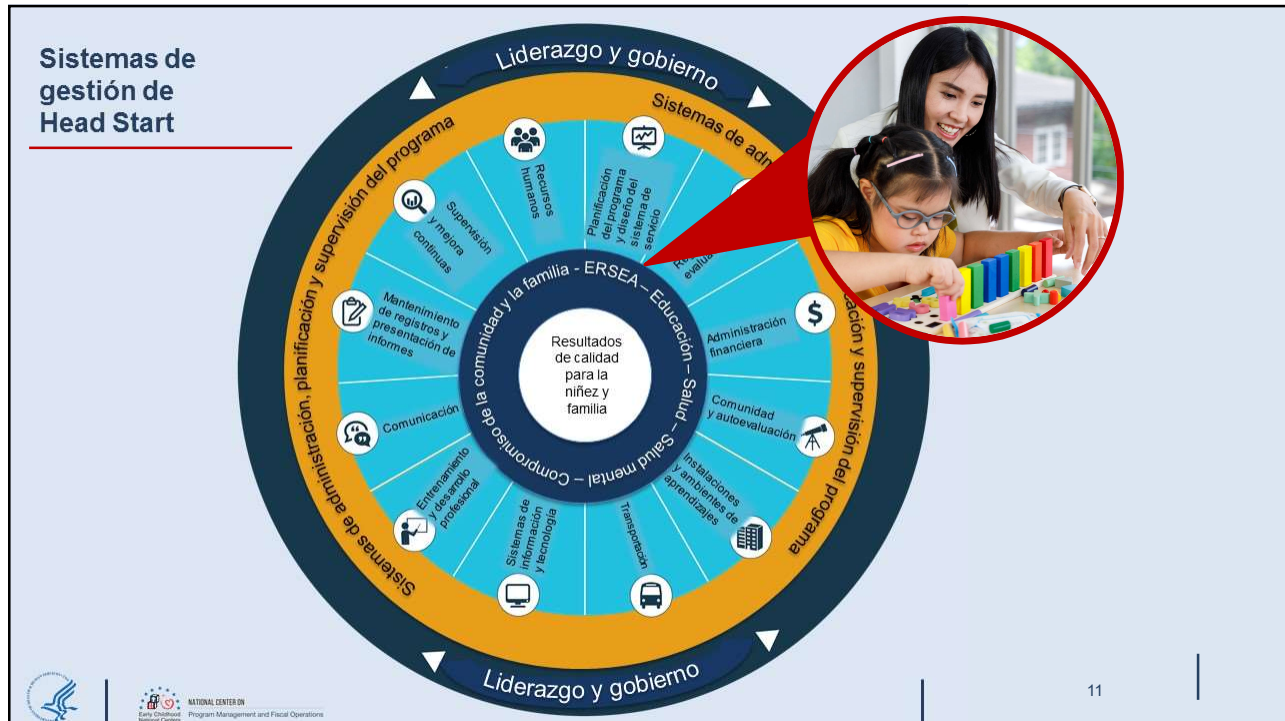 Sistemas de
gestión de
Head Start
Liderazgo y gobierno
Sistemas de administración, planificación y supervisión del programa
Sistemas de
y supervisión del programa
Recursos
humanos
Planificación
del programa
y diseño del
sistema de
servicio
Administración
financiera
$
Comunidad
y autoevaluación
Instalaciones
y ambientes de
aprendizajes
Transportación
Sistemas de
información
y tecnología
Entrenamiento
y desarrollo
profesional
Comunicación
Mantenimiento
de registros y
presentación de
informes
Supervisión
y mejora
continuas
ERSEA – Educación – Salud – Salud mental – Compromiso de la comunidad y la familia -
Resultados
de calidad
para la
niñez y
familia
Liderazgo y gobierno
Early Childhood
National Centers
NATIONAL CENTER ON
Program Management and Fiscal Operations
11